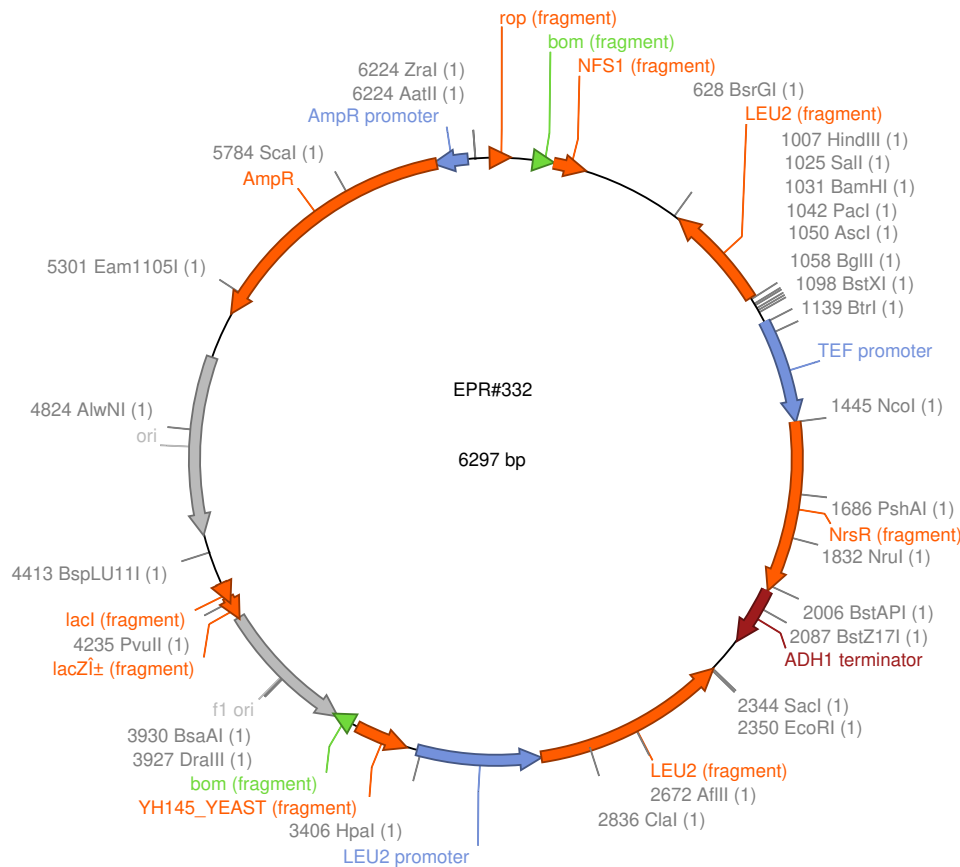 rop (fragment)
bom (fragment)
NFS1 (fragment)
628 BsrGI (1)
LEU2 (fragment)
1007 HindIII (1)
1025 SalI (1)
1031 BamHI (1)
1042 PacI (1)
1050 AscI (1)
1058 BglII (1)
1098 BstXI (1)
1139 BtrI (1)
TEF promoter
1445 NcoI (1)
1686 PshAI (1)
NrsR (fragment)
1832 NruI (1)
2006 BstAPI (1)
2087 BstZ17I (1)
ADH1 terminator
2344 SacI (1)
2350 EcoRI (1)
LEU2 (fragment)
2672 AflII (1)
2836 ClaI (1)
LEU2 promoter
3406 HpaI (1)
YH145_YEAST (fragment)
bom (fragment)
3927 DraIII (1)
3930 BsaAI (1)
f1 ori
lacZÎ± (fragment)
4235 PvuII (1)
lacI (fragment)
4413 BspLU11I (1)
ori
4824 AlwNI (1)
5301 Eam1105I (1)
AmpR
5784 ScaI (1)
AmpR promoter
6224 AatII (1)
6224 ZraI (1)
EPR#332
6297 bp